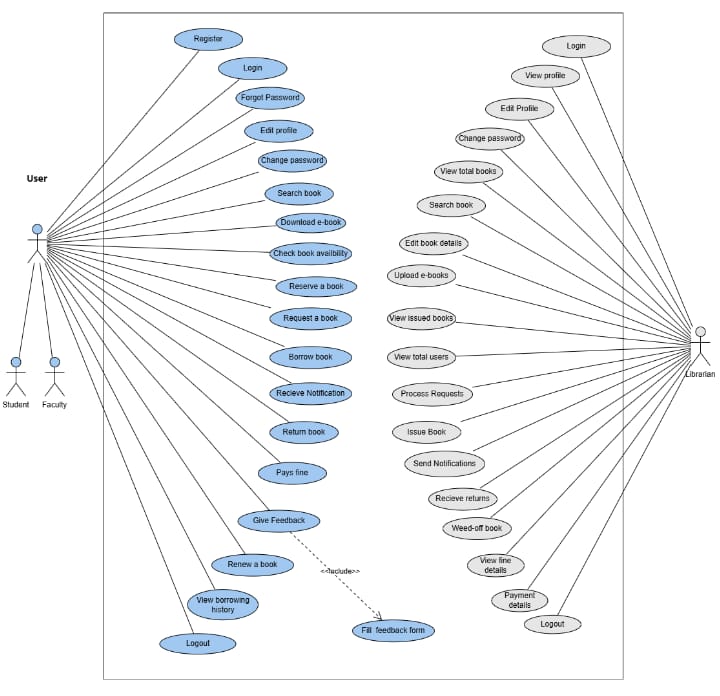 User
Student
Faculty
Register
Login
Forgot Password
Edit profile
Change password
Search book
Download e-book
Check book availbility
Reserve a book
Request a book
Borrow book
Recieve Notification
Return book
Pays fine
Give Feedback
Renew a book
View borrowing
history
Logout
<<Include>>
Fill  feedback form
Login
View profile
Edit Profile
Change password
View total books
Search book
Edit book details
Upload e-books
View issued books
View total users
Process Requests
Issue Book
Send Notifications
Recieve returns
Weed-off book
View fine
details
Payment
details
Logout
Librarian